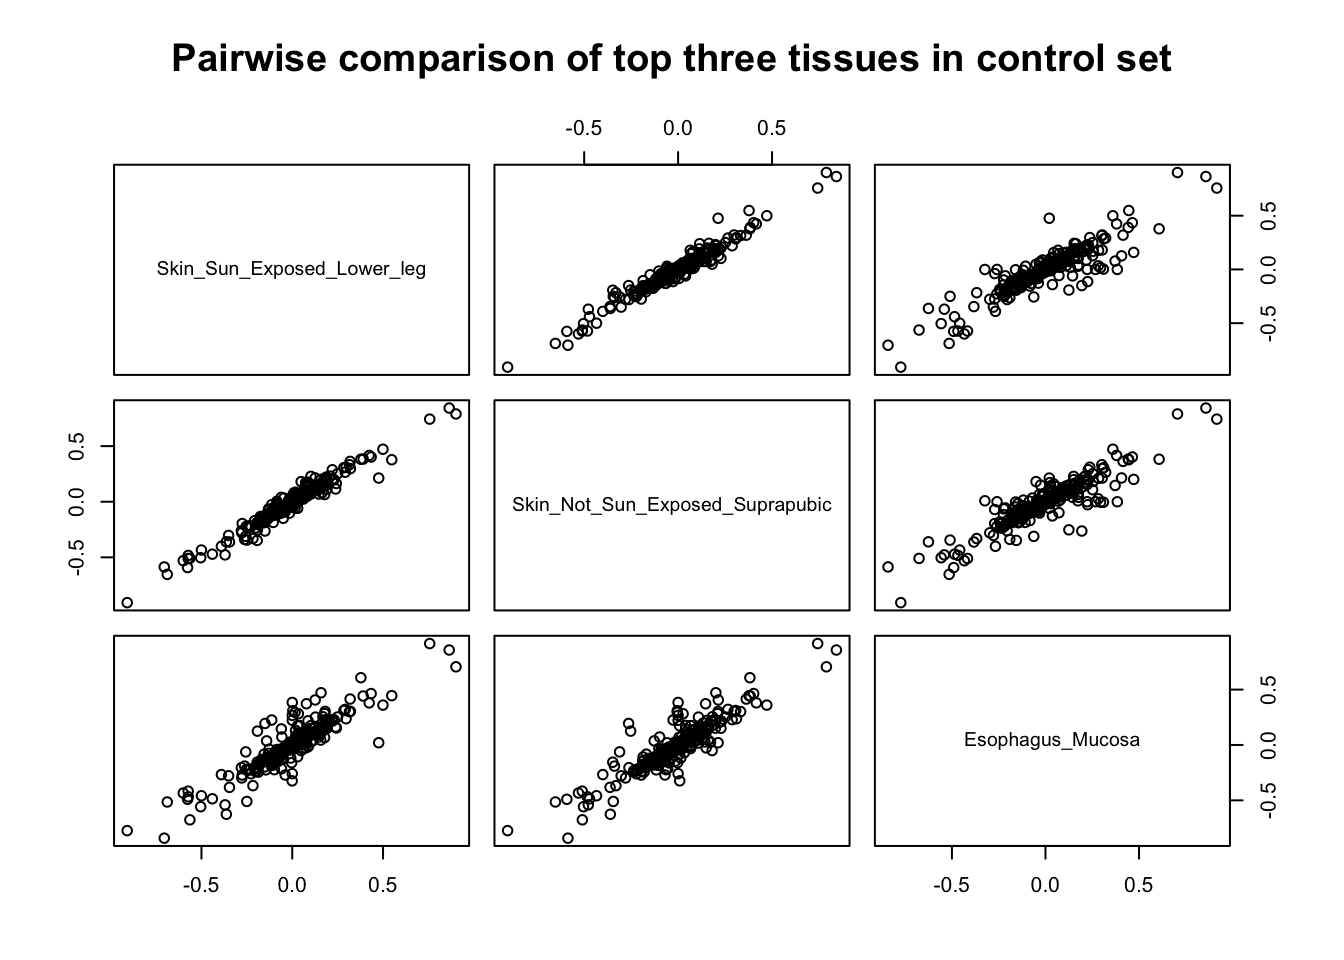 Pairwise comparison of top three tissues in control set
-0.5 0.0 0.5
Skin_Sun_Exposed_Lower_leg
-0.5 0.0 0.5
-0.5 0.0 0.5
Skin_Not_Sun_Exposed_Suprapubic
Esophagus_Mucosa
-0.5 0.0 0.5
-0.5 0.0 0.5
-0.5 0.0 0.5